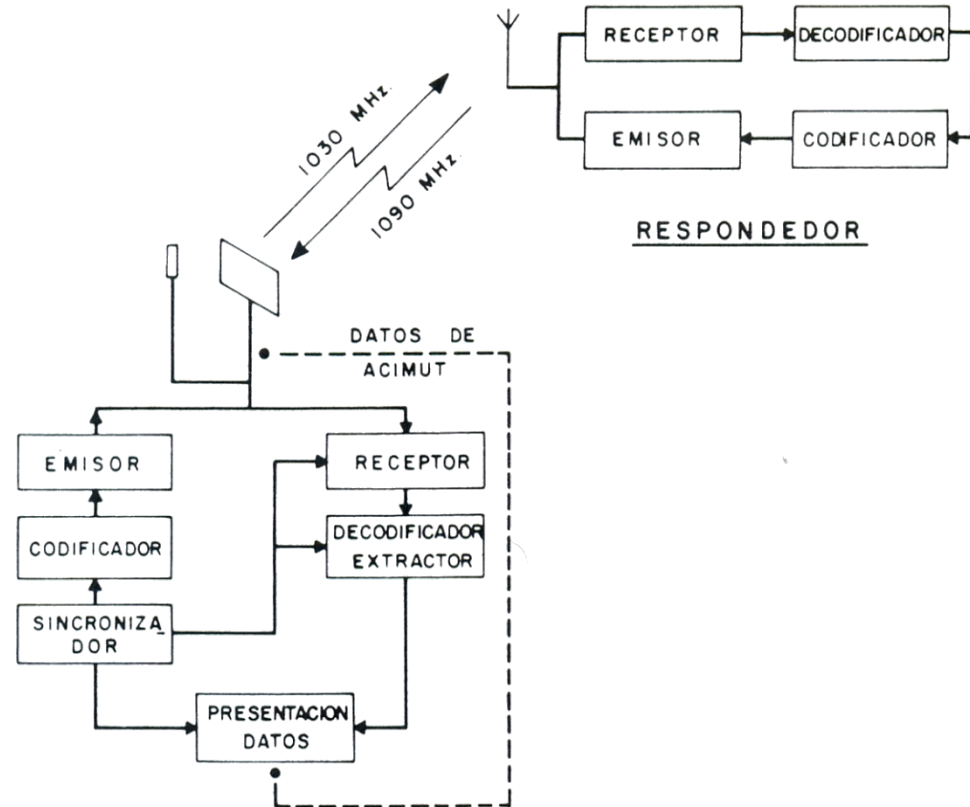 RECEPTOR
DECODIFICADOR
EMISOR
CODIFICADOR
RESPONDEDOR
1030 MHz.
1090 MHz.
DATOS DE
ACIMUT
EMISOR
RECEPTOR
CODIFICADOR
DECODIFICADOR
EXTRACTOR
SINCRONIZA_
DOR
PRESENTACION
DATOS